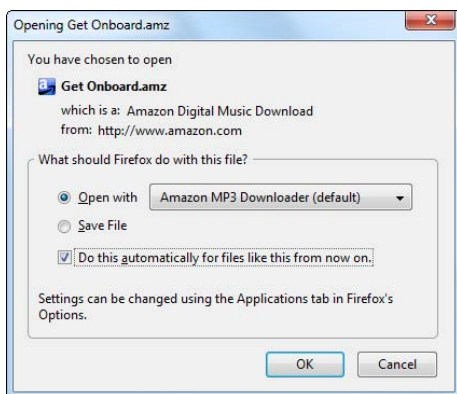 Opening Get Onboard.amz
You have chosen to open
Get Onboard.amz
which is a: Amazon Digital Music Download
from: http://www.amazon.com
What should Firefox do with this file?
Open with Amazon MP3 Downloader (default)
Save File
Do this automatically for files like this from now on.
Settings can be changed using the Applications tab in Firefox's
Options.
OK Cancel